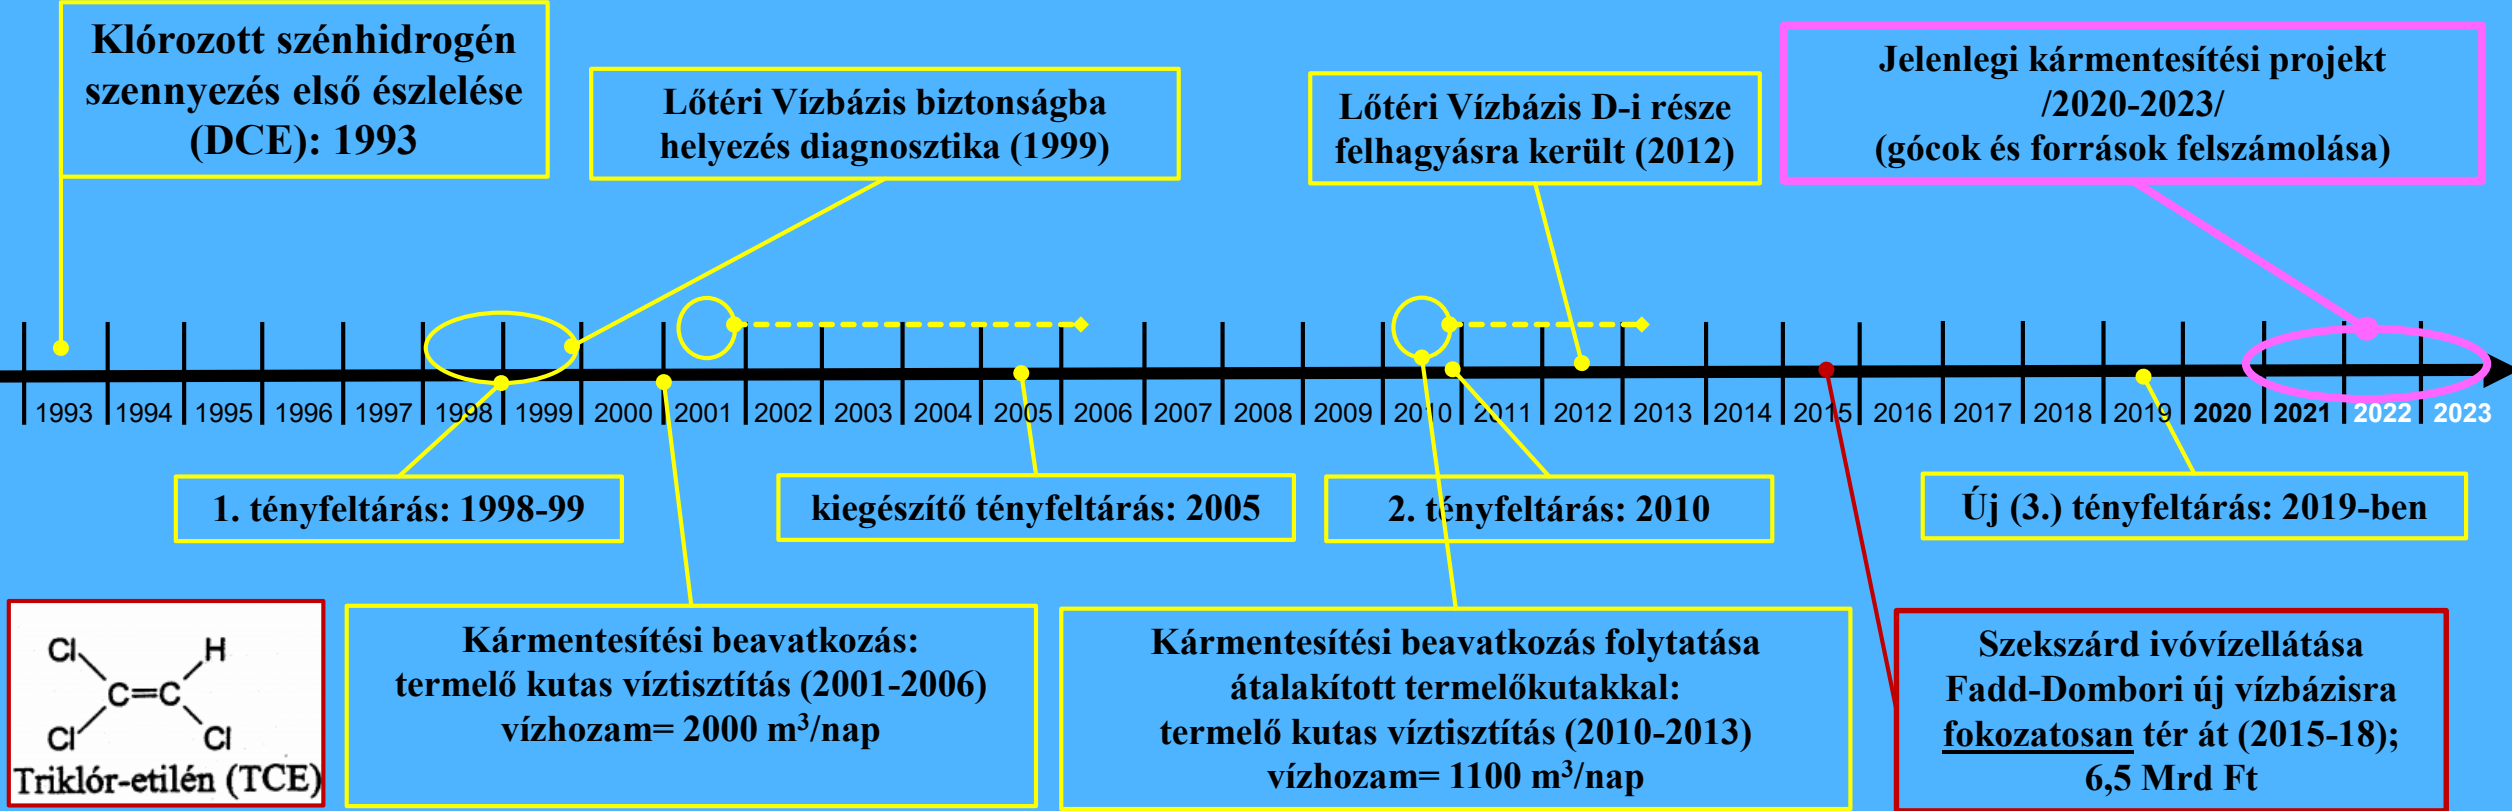 Klórozott szénhidrogén
szennyezés első észlelése
(DCE): 1993
Lőtéri Vízbázis biztonságba
helyezés diagnosztika (1999)
Lőtéri Vízbázis D-i része
felhagyásra került (2012)
Jelenlegi kármentesítési projekt
/2020-2023/
(gócok és források felszámolása)
1993 1994 1995 1996 1997 1998 1999 2000 2001 2002 2003 2004 2005 2006 2007 2008 2009 2010 2011 2012 2013 2014 2015 2016 2017 2018 2019 2020 2021 2022 2023
1. tényfeltárás: 1998-99
kiegészítő tényfeltárás: 2005
2. tényfeltárás: 2010
Új (3.) tényfeltárás: 2019-ben
Cl
H
C=C
Cl
Cl
Triklór-etilén (TCE)
Kármentesítési beavatkozás:
termelő kutas víztisztítás (2001-2006)
vízhozam= 2000 m³/nap
Kármentesítési beavatkozás folytatása
átalakított termelőkutakkal:
termelő kutas víztisztítás (2010-2013)
vízhozam= 1100 m³/nap
Szekszárd ivóvízellátása
Fadd-Dombori új vízbázisra
fokozatosan tér át (2015-18);
6,5 Mrd Ft